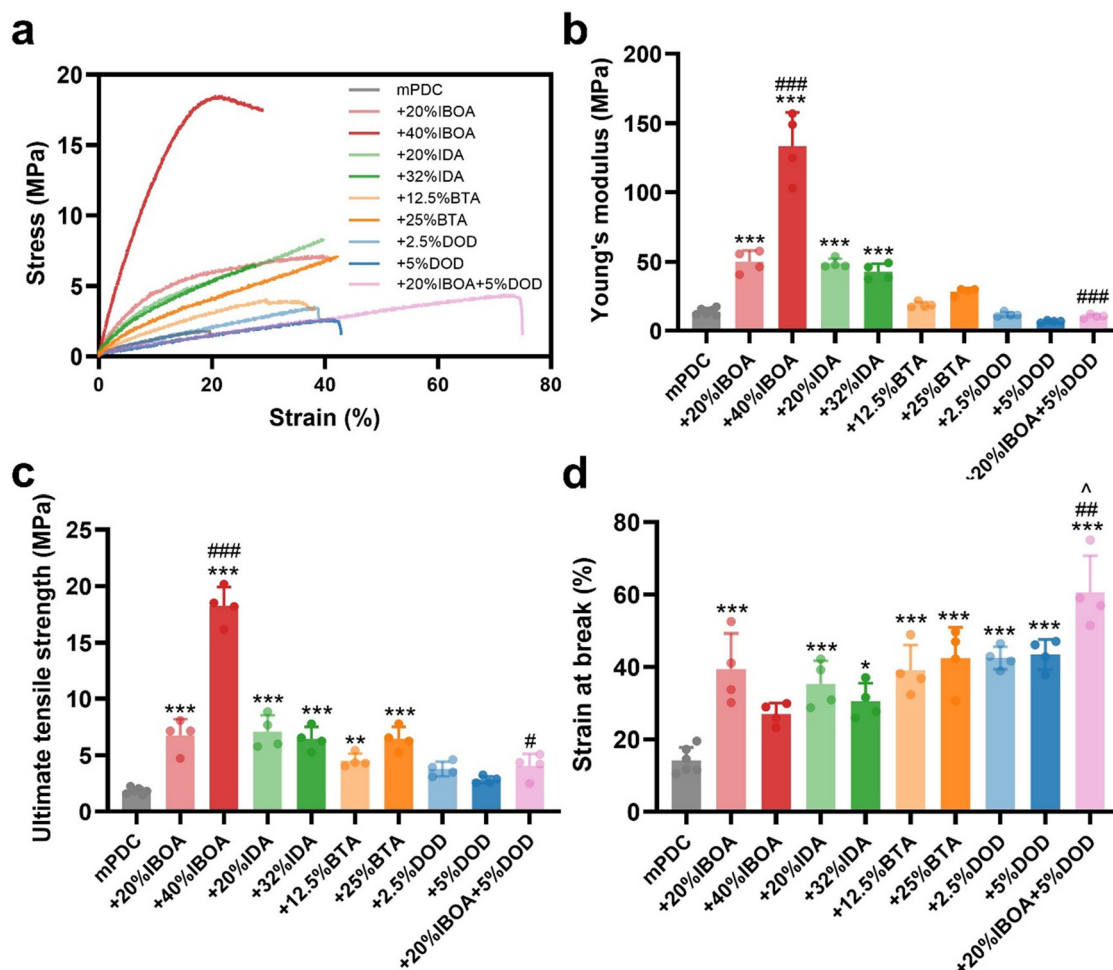 a
Stress (MPa)
20
15
10
5
0
0
20
40
60
80
Strain (%)
mPDC
+20%IBOA
+40%IBOA
+20%IDA
+32%IDA
+12.5%BTA
+25%BTA
+2.5%DOD
+5%DOD
+20%IBOA+5%DOD
b
Young's modulus (MPa)
200
150
100
50
0
***
###
***
***
***
###
mPDC
+20%IBOA
+40%IBOA
+20%IDA
+32%IDA
+12.5%BTA
+25%BTA
+2.5%DOD
+5%DOD
+20%IBOA+5%DOD
c
Ultimate tensile strength (MPa)
25
20
15
10
5
0
***
###
***
***
***
**
***
#
mPDC
+20%IBOA
+40%IBOA
+20%IDA
+32%IDA
+12.5%BTA
+25%BTA
+2.5%DOD
+5%DOD
+20%IBOA+5%DOD
d
Strain at break (%)
80
60
40
20
0
***
***
*
***
***
***
***
^
##
***
mPDC
+20%IBOA
+40%IBOA
+20%IDA
+32%IDA
+12.5%BTA
+25%BTA
+2.5%DOD
+5%DOD
+20%IBOA+5%DOD